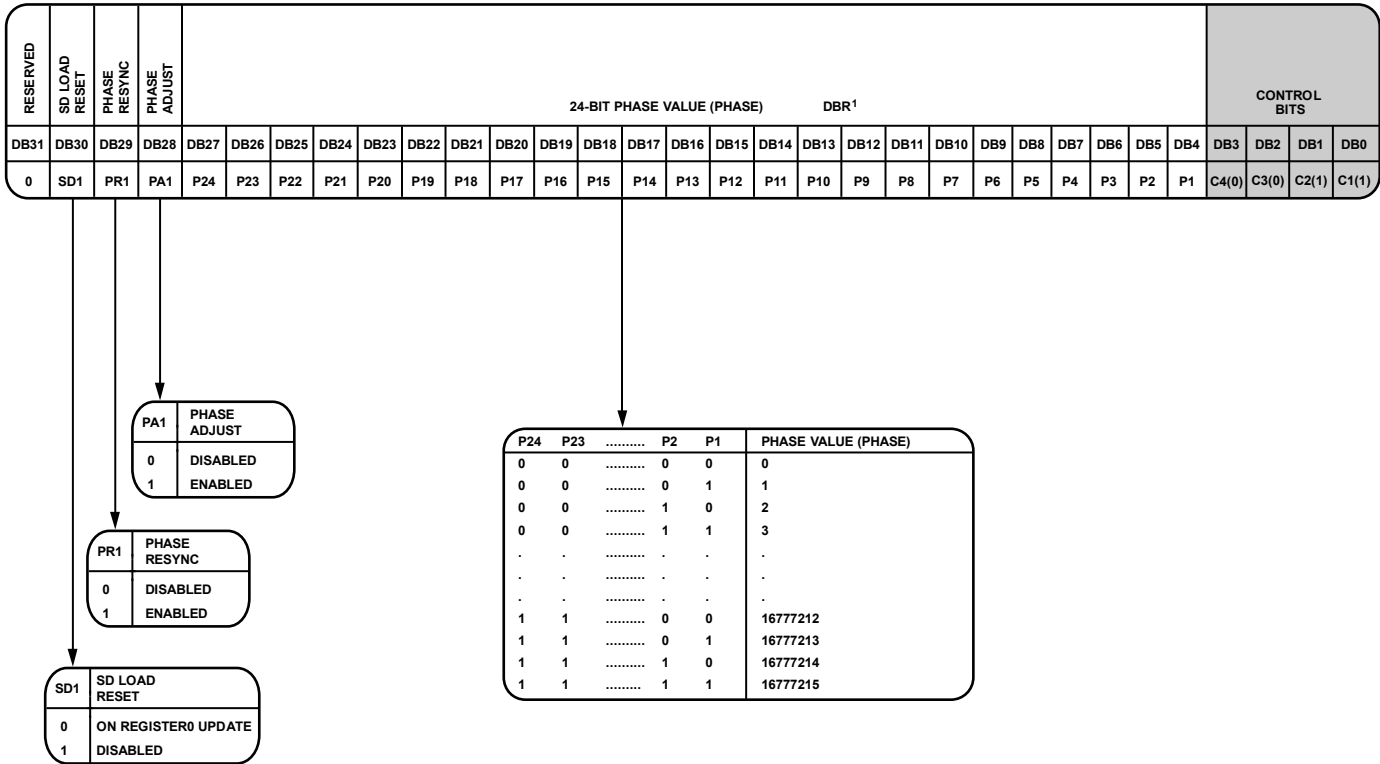 RESERVED
SD LOAD
RESET
PHASE
RESYNC
PHASE
ADJUST
24-BIT PHASE VALUE (PHASE) DBR1
CONTROL
BITS
DB31 DB30 DB29 DB28 DB27 DB26 DB25 DB24 DB23 DB22 DB21 DB20 DB19 DB18 DB17 DB16 DB15 DB14 DB13 DB12 DB11 DB10 DB9 DB8 DB7 DB6 DB5 DB4 DB3 DB2 DB1 DB0
0 SD1 PR1 PA1 P24 P23 P22 P21 P20 P19 P18 P17 P16 P15 P14 P13 P12 P11 P10 P9 P8 P7 P6 P5 P4 P3 P2 P1 C4(0) C3(0) C2(1) C1(1)
PA1 PHASE
ADJUST
0 DISABLED
1 ENABLED
PR1 PHASE
RESYNC
0 DISABLED
1 ENABLED
SD1 SD LOAD
RESET
0 ON REGISTER0 UPDATE
1 DISABLED
P24 P23 .......... P2 P1 PHASE VALUE (PHASE)
0 0 .......... 0 0 0
0 0 .......... 0 1 1
0 0 .......... 1 0 2
0 0 .......... 1 1 3
. . .......... . . .
. . .......... . . .
. . .......... . . .
1 1 .......... 0 0 16777212
1 1 .......... 0 1 16777213
1 1 .......... 1 0 16777214
1 1 ......... 1 1 16777215